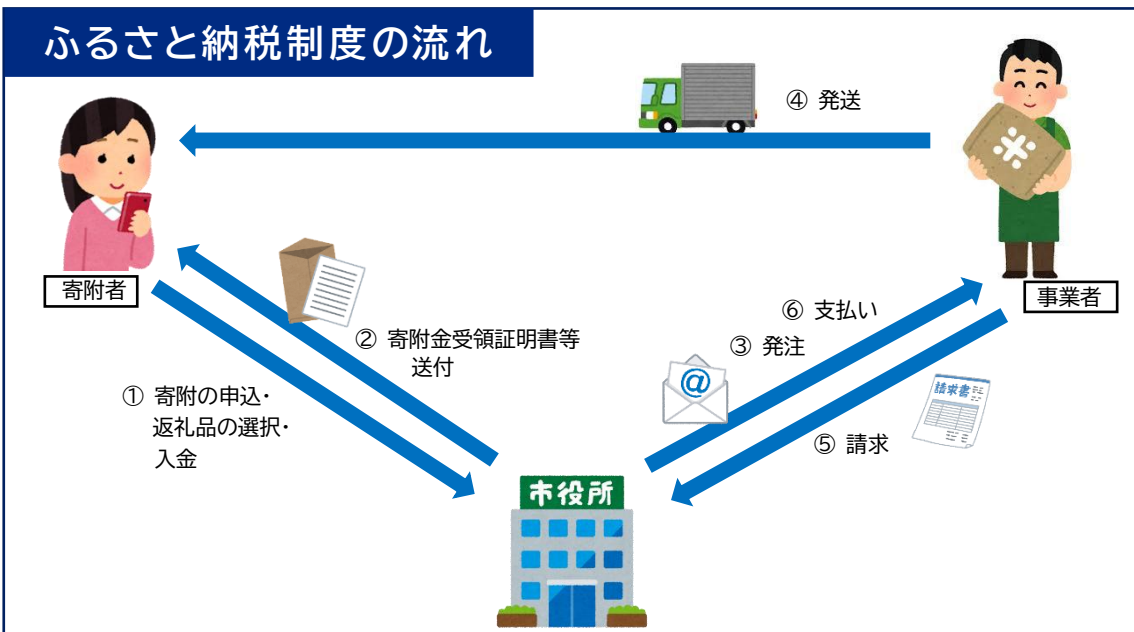 ふるさと納税制度の流れ
④ 発送
米
寄附者
事業者
② 寄附金受領証明書等
送付
⑥ 支払い
③ 発注
@
請求書
① 寄附の申込・
返礼品の選択・
入金
⑤ 請求
市役所